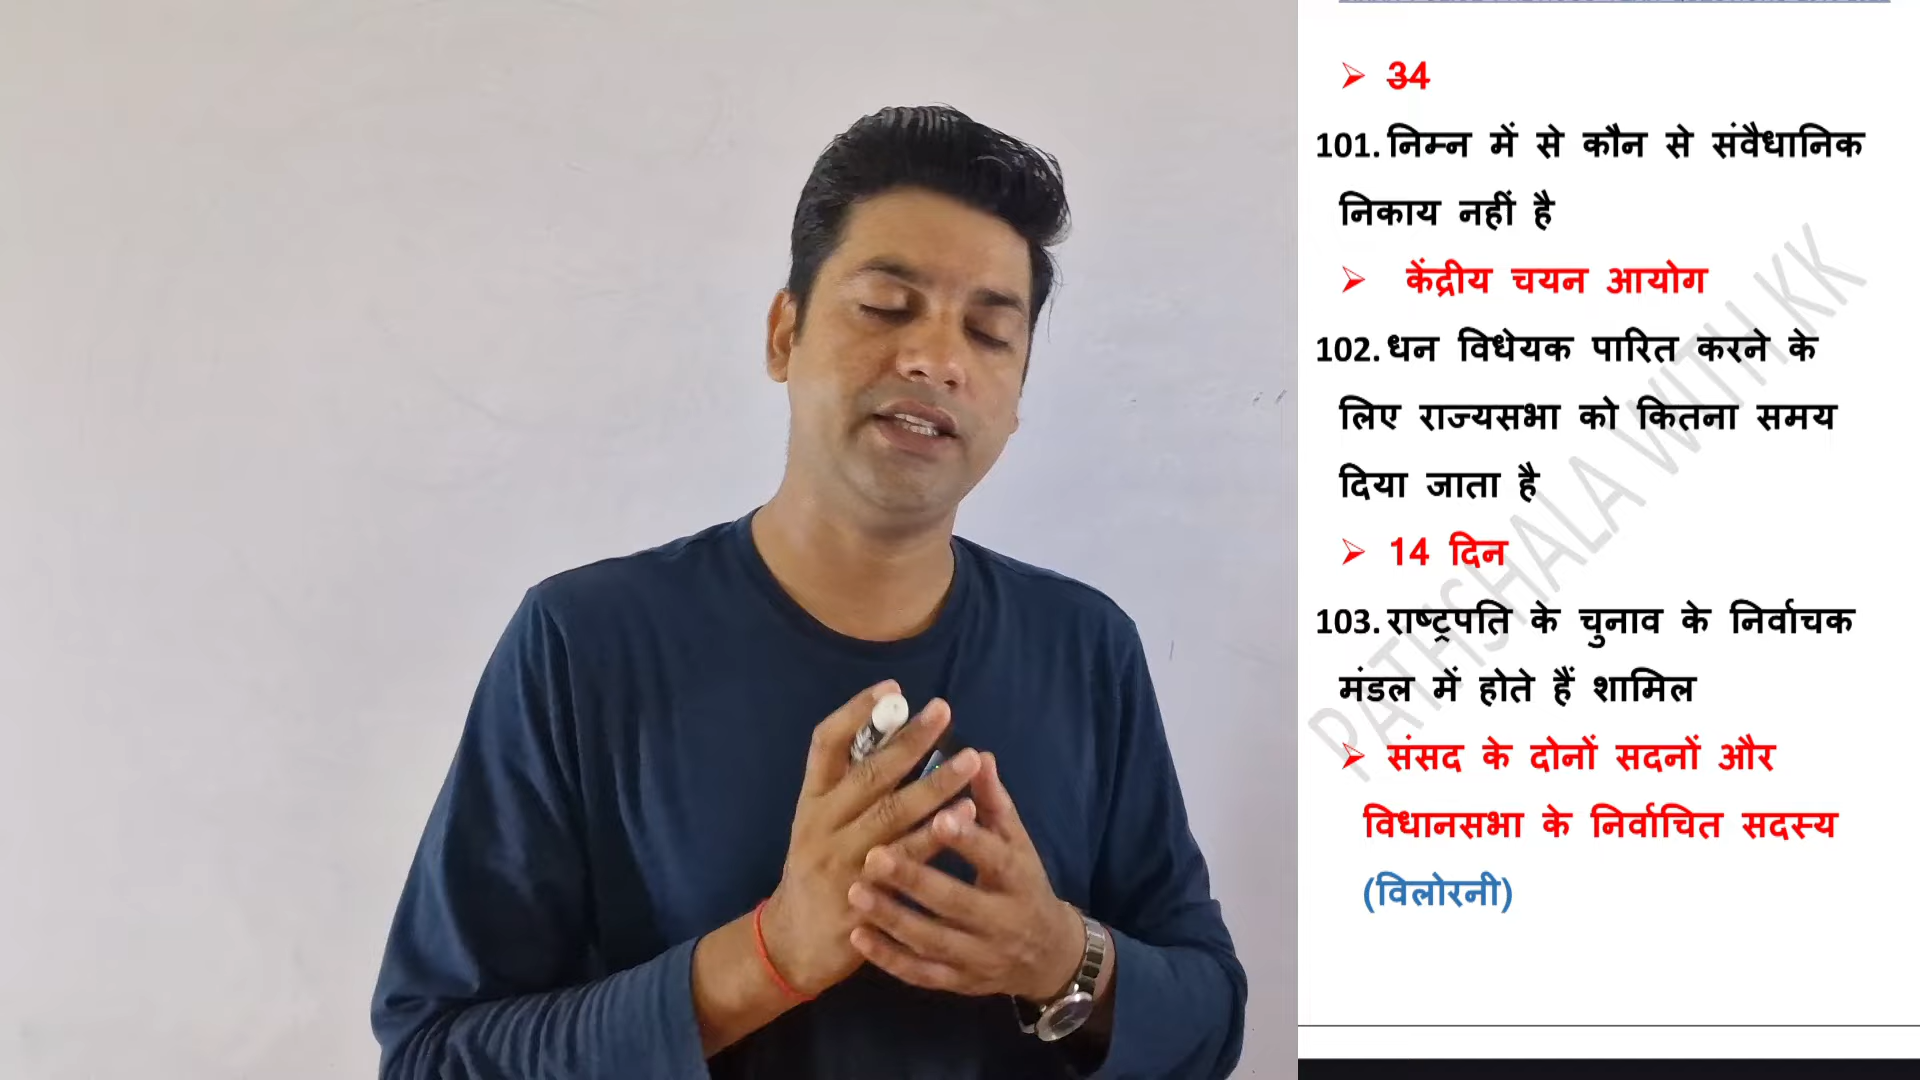 34
101. निम्न में से कौन से संवैधानिक
निकाय नहीं है
केंद्रीय चयन आयोग
102. धन विधेयक पारित करने के
लिए राज्यसभा को कितना समय
दिया जाता है
14 दिन
103. राष्ट्रपति के चुनाव के निर्वाचक
मंडल में होते हैं शामिल
संसद के दोनों सदनों और
विधानसभा के निर्वाचित सदस्य
(विलोरनी)
PATHSHALA WITH KK